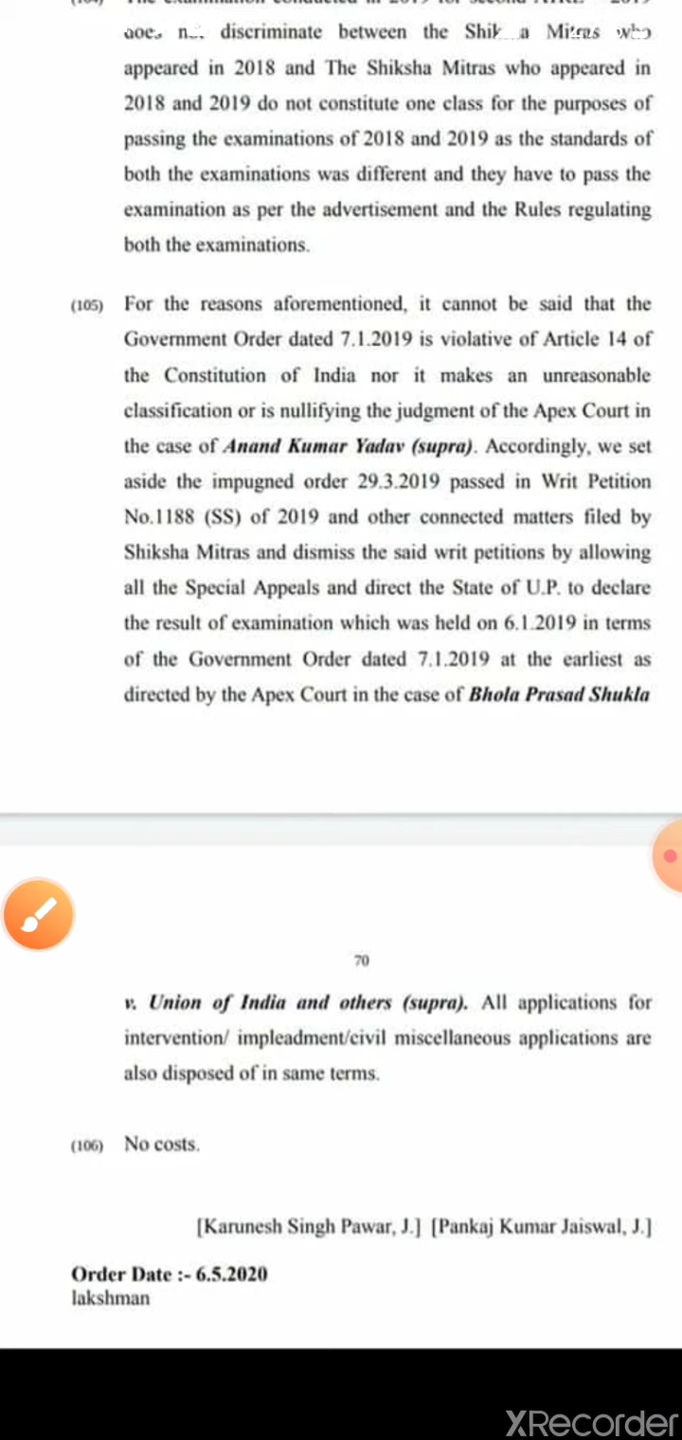 discriminate between the
appeared in 2018 and The Shiksha Mitras who appeared in
2018 and 2019 do not constitute one class for the purposes of
passing the examinations of 2018 and 2019 as the standards of
both the examinations was different and they have to pass the
examination as per the advertisement and the Rules regulating
both the examinations.
(105) For the reasons aforementioned, it cannot be said that the
Government Order dated 7.1.2019 is violative of Article 14 of
the Constitution of India nor it makes an unreasonable
classification or is nullifying the judgment of the Apex Court in
the case of Anand Kumar Yadav (supra). Accordingly, we set
aside the impugned order 29.3.2019 passed in Writ Petition
No.1188 (SS) of 2019 and other connected matters filed by
Shiksha Mitras and dismiss the said writ petitions by allowing
all the Special Appeals and direct the State of U.P. to declare
the result of examination which was held on 6.1.2019 in terms
of the Government Order dated 7.1.2019 at the earliest as
directed by the Apex Court in the case of Bhola Prasad Shukla
70
v. Union of India and others (supra). All applications for
intervention/ impleadment/civil miscellaneous applications are
also disposed of in same terms.
(106) No costs.
[Karunesh Singh Pawar, J.] [Pankaj Kumar Jaiswal, J.]
Order Date :- 6.5.2020
lakshman
XRecorder